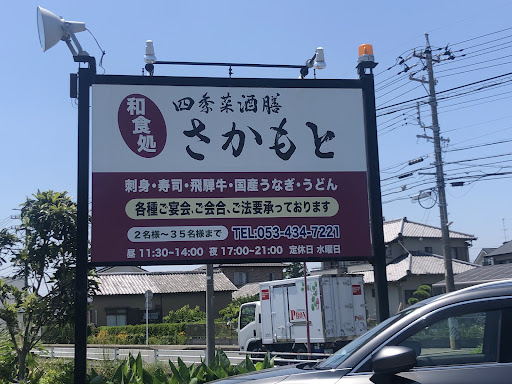 和食処
四季菜酒膳
さかもと
刺身・寿司・飛騨牛・国産うなぎ・うどん
各種ご宴会、ご会合、ご法要承っております
2名様〜35名様まで
TEL:053-434-7221
昼 11:30~14:00 夜 17:00~21:00 定休日 水曜日